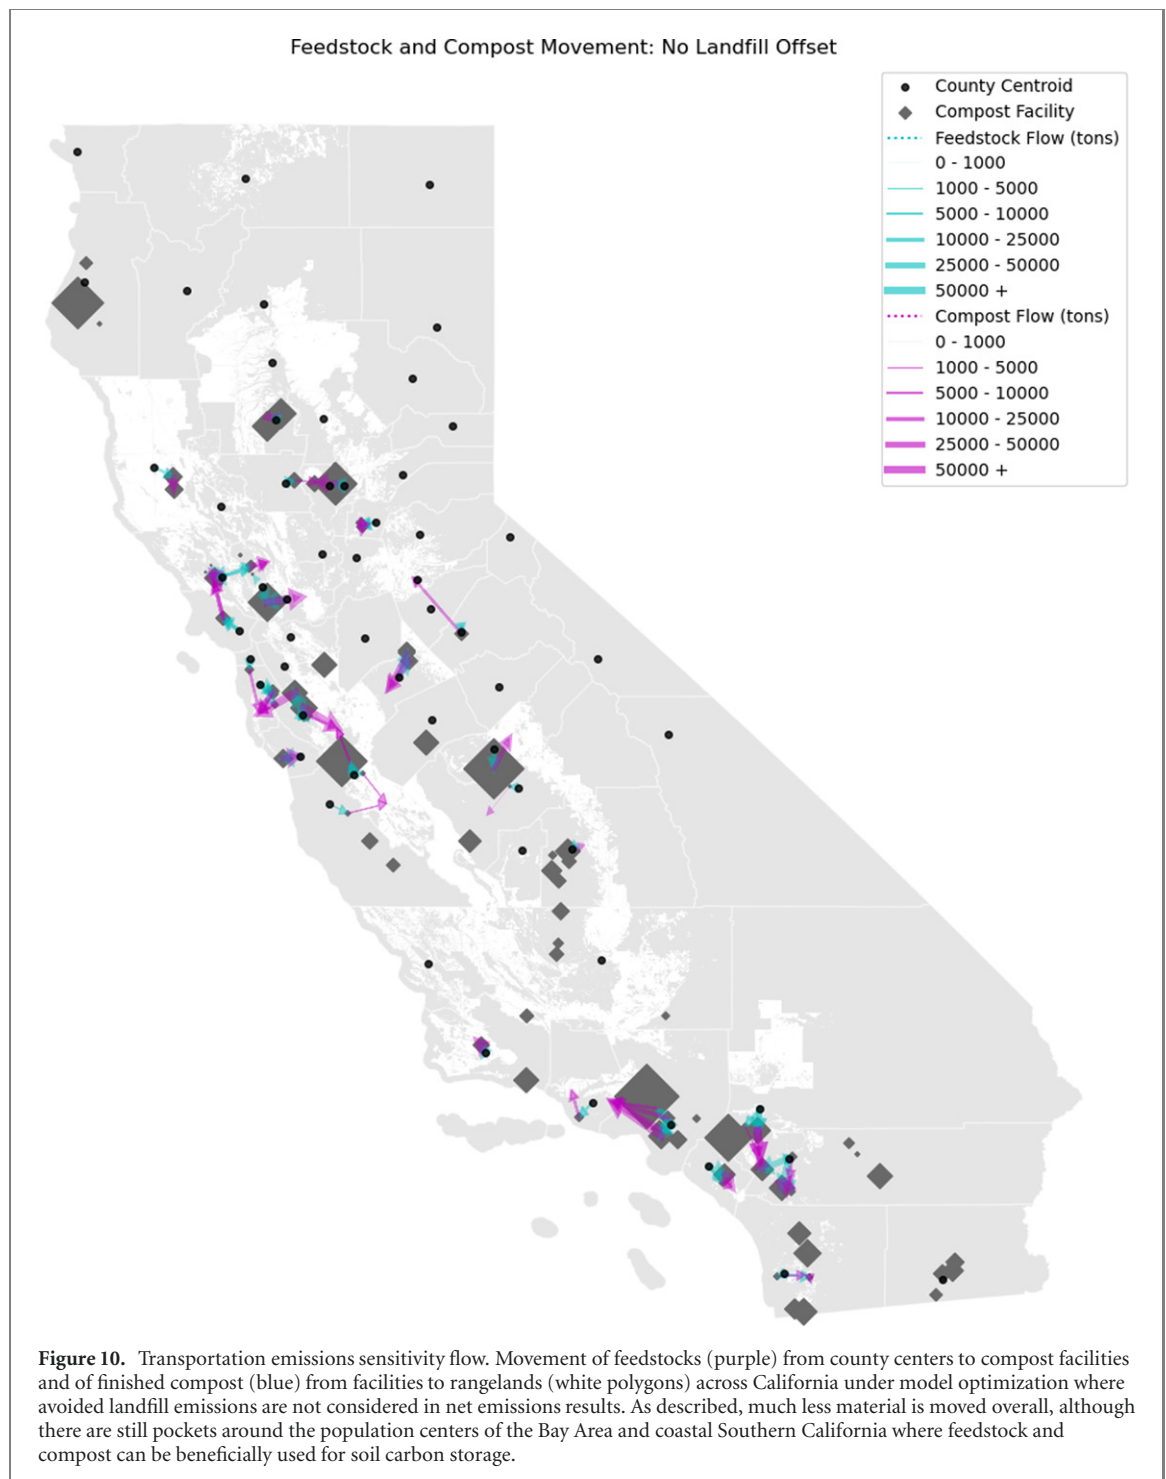 Feedstock and Compost Movement: No Landfill Offset
County Centroid
Compost Facility
Feedstock Flow (tons)
0 - 1000
1000 - 5000
5000 - 10000
10000 - 25000
25000 - 50000
50000 +
Compost Flow (tons)
0 - 1000
1000 - 5000
5000 - 10000
10000 - 25000
25000 - 50000
50000 +
Figure 10. Transportation emissions sensitivity flow. Movement of feedstocks (purple) from county centers to compost facilities
and of finished compost (blue) from facilities to rangelands (white polygons) across California under model optimization where
avoided landfill emissions are not considered in net emissions results. As described, much less material is moved overall, although
there are still pockets around the population centers of the Bay Area and coastal Southern California where feedstock and
compost can be beneficially used for soil carbon storage.